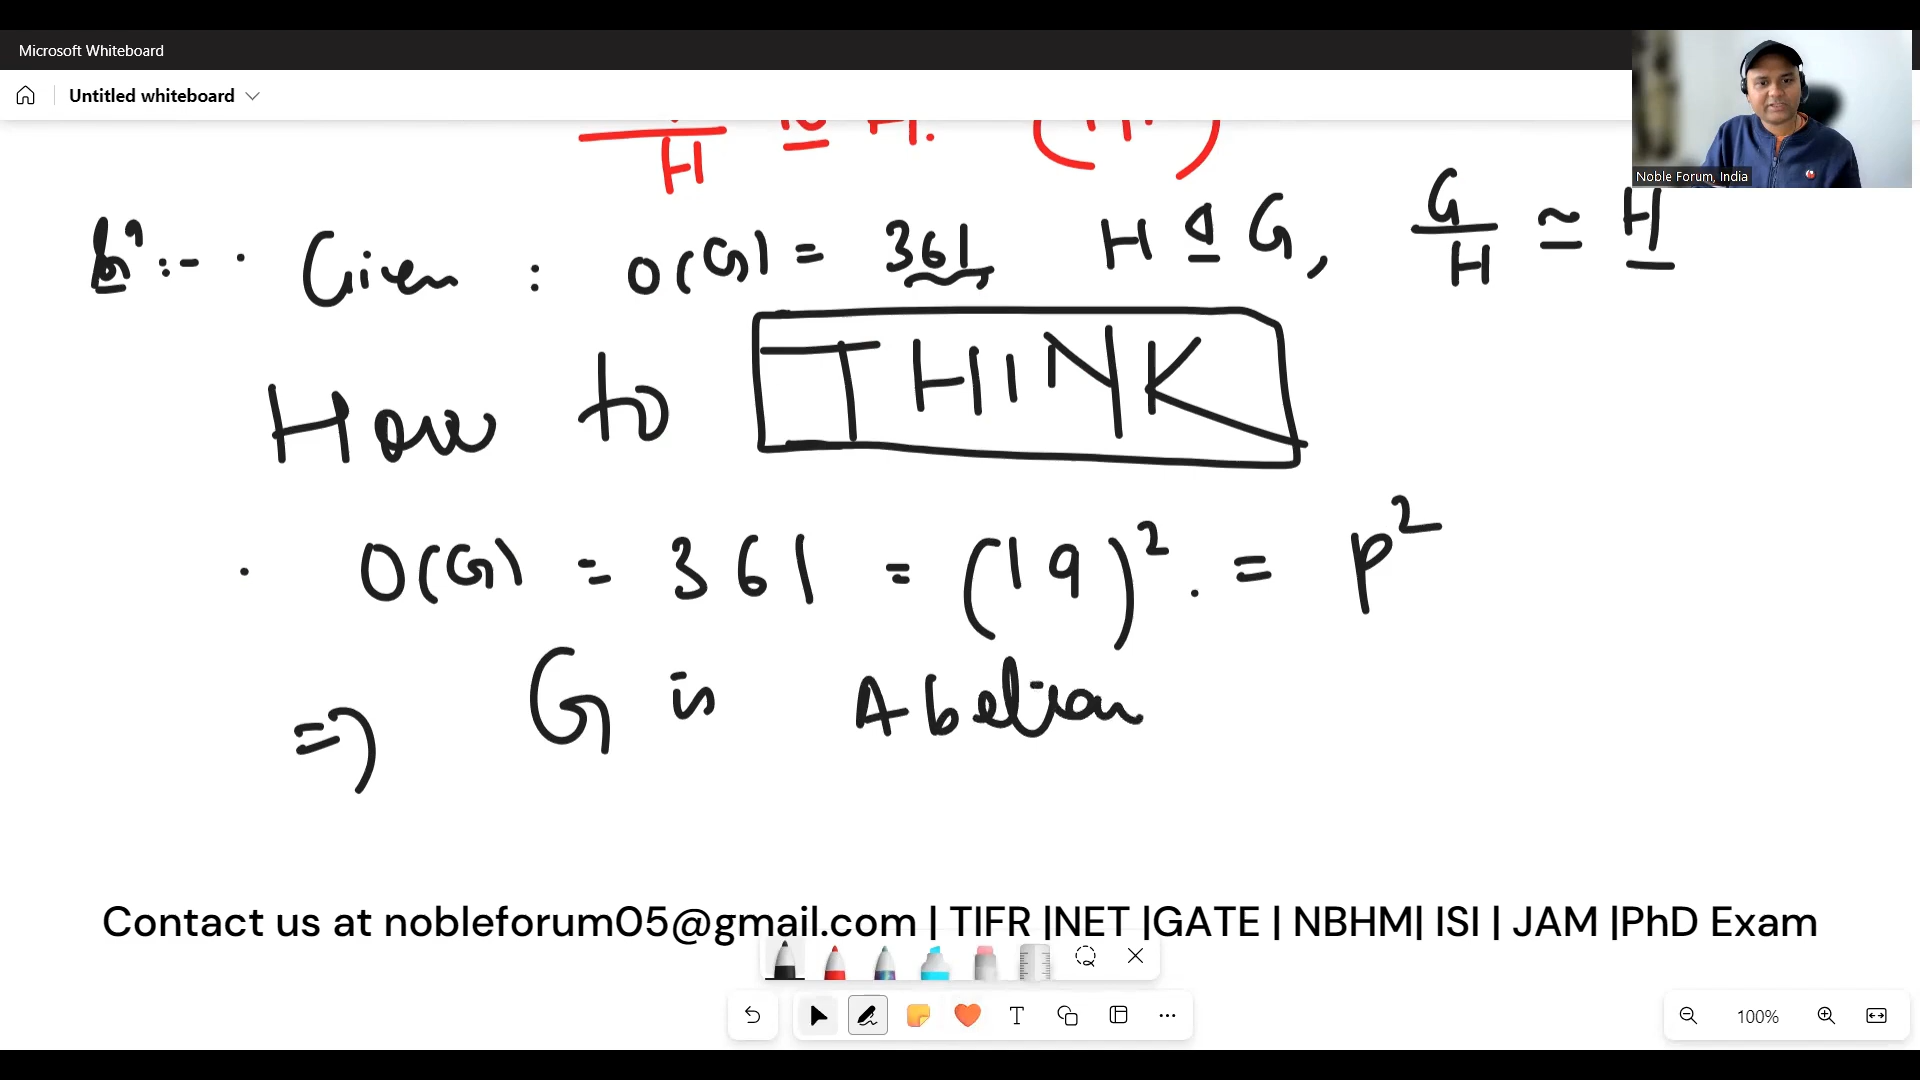 Microsoft Whiteboard
Untitled whiteboard
H H.
Noble Forum, India
Given : O(G) = 361 H ⊴ G, G/H ≃ H
How to THINK
. O(G) = 361 = (19)². = p²
=> G is Abelian
Contact us at nobleforum05@gmail.com | TIFR |NET |GATE | NBHM| ISI | JAM |PhD Exam
100%